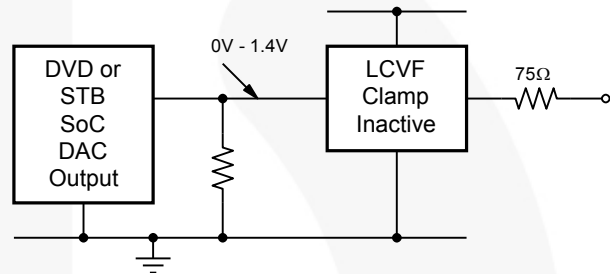 DVD or
STB
SoC
DAC
Output
0V - 1.4V
LCVF
Clamp
Inactive
75Ω